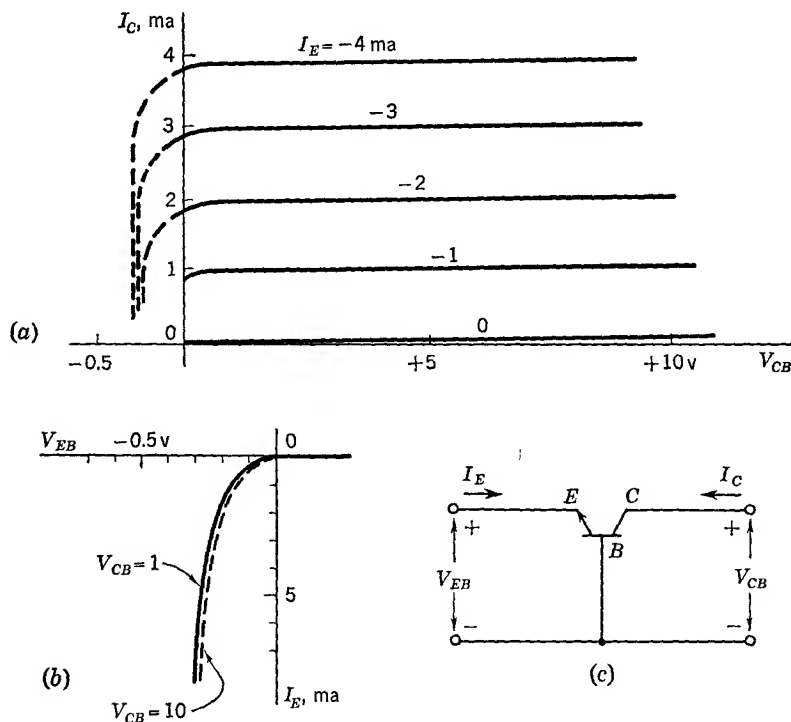 I_C, ma
I_E = −4 ma
4
−3
3
−2
2
−1
1
0
0
(a)
−0.5
+5
+10 v
V_CB
V_EB
−0.5 v
0
V_CB = 1
5
(b)
V_CB = 10
I_E, ma
I_E
I_C
E
C
+
+
B
V_EB
V_CB
−
−
(c)